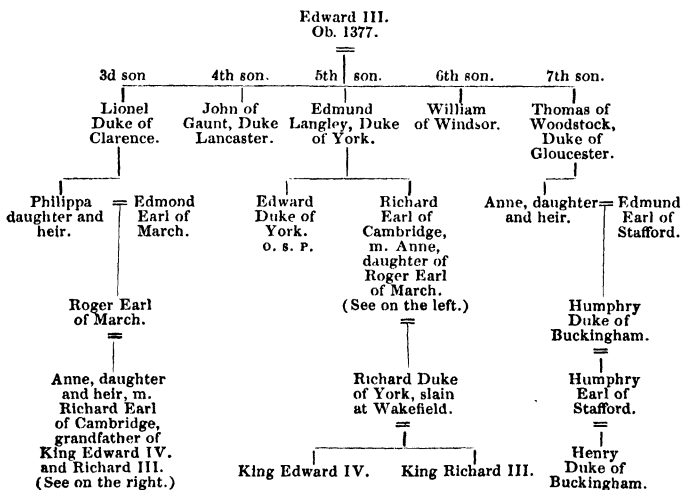 Edward III.
Ob. 1377.
3d son
4th son.
5th son.
6th son.
7th son.
Lionel
Duke of
Clarence.
John of
Gaunt, Duke
Lancaster.
Edmund
Langley, Duke
of York.
William
of Windsor.
Thomas of
Woodstock,
Duke of
Gloucester.
Philippa
daughter and
heir.
Edmond
Earl of
March.
Edward
Duke of
York.
O. S. P.
Richard
Earl of
Cambridge,
m. Anne,
daughter of
Roger Earl
of March.
(See on the left.)
Anne, daughter
and heir.
Edmund
Earl of
Stafford.
Roger Earl
of March.
Humphry
Duke of
Buckingham.
Anne, daughter
and heir, m.
Richard Earl
of Cambridge,
grandfather of
King Edward IV.
and Richard III.
(See on the right.)
Richard Duke
of York, slain
at Wakefield.
Humphry
Earl of
Stafford.
King Edward IV.
King Richard III.
Henry
Duke of
Buckingham.